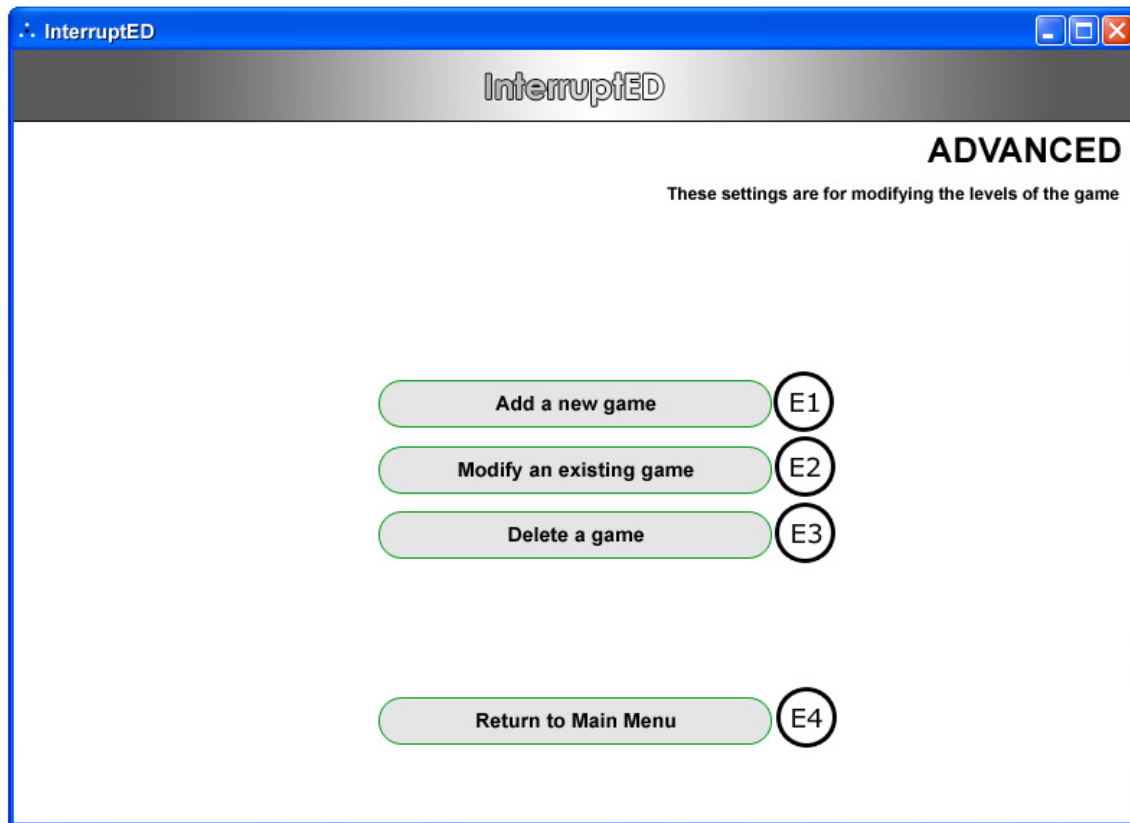 InterruptED
InterruptED
ADVANCED
These settings are for modifying the levels of the game
Add a new game E1
Modify an existing game E2
Delete a game E3
Return to Main Menu E4